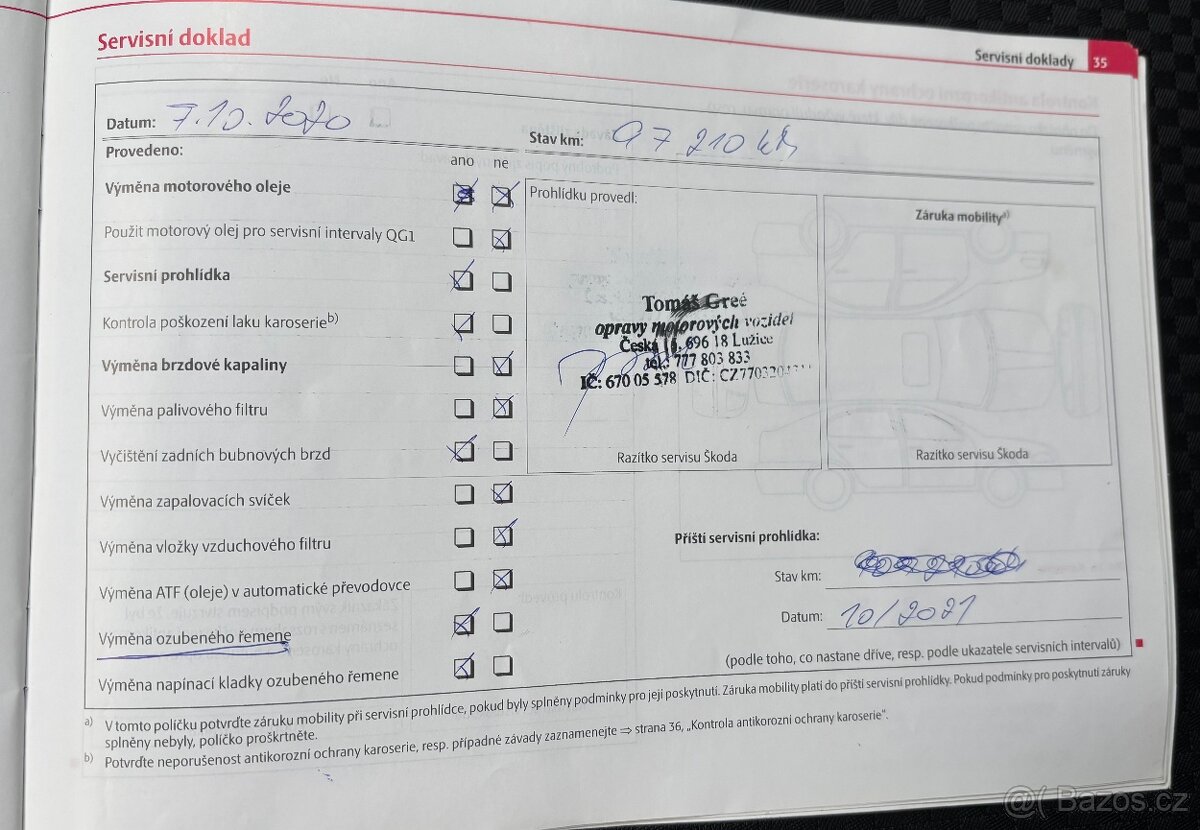 Servisní doklad
Servisní doklady 35
Datum: 7.10.2020
Stav km: 97 210 km
Provedeno:
ano ne
Výměna motorového oleje
Použit motorový olej pro servisní intervaly QG1
Servisní prohlídka
Kontrola poškození laku karoserie b)
Výměna brzdové kapaliny
Výměna palivového filtru
Vyčištění zadních bubnových brzd
Výměna zapalovacích svíček
Výměna vložky vzduchového filtru
Výměna ATF (oleje) v automatické převodovce
Výměna ozubeného řemene
Výměna napínací kladky ozubeného řemene
Prohlídku provedl:
Tomáš Greé
opravy motorových vozidel
Česká 696 18 Lužice
tel.: 777 803 833
IČ: 670 05 578 DIČ:
Razítko servisu Škoda
Záruka mobility a)
Razítko servisu Škoda
Příští servisní prohlídka:
Stav km:
Datum: 10/2021
(podle toho, co nastane dříve, resp. podle ukazatele servisních intervalů)
a) V tomto políčku potvrďte záruku mobility při servisní prohlídce, pokud byly splněny podmínky pro její poskytnutí. Záruka mobility platí do příští servisní prohlídky. Pokud podmínky pro poskytnutí záruky
splněny nebyly, políčko proškrtněte.
b) Potvrďte neporušenost antikorozní ochrany karoserie, resp. případné závady zaznamenejte ⇒ strana 36, „Kontrola antikorozní ochrany karoserie".
Bazos.cz